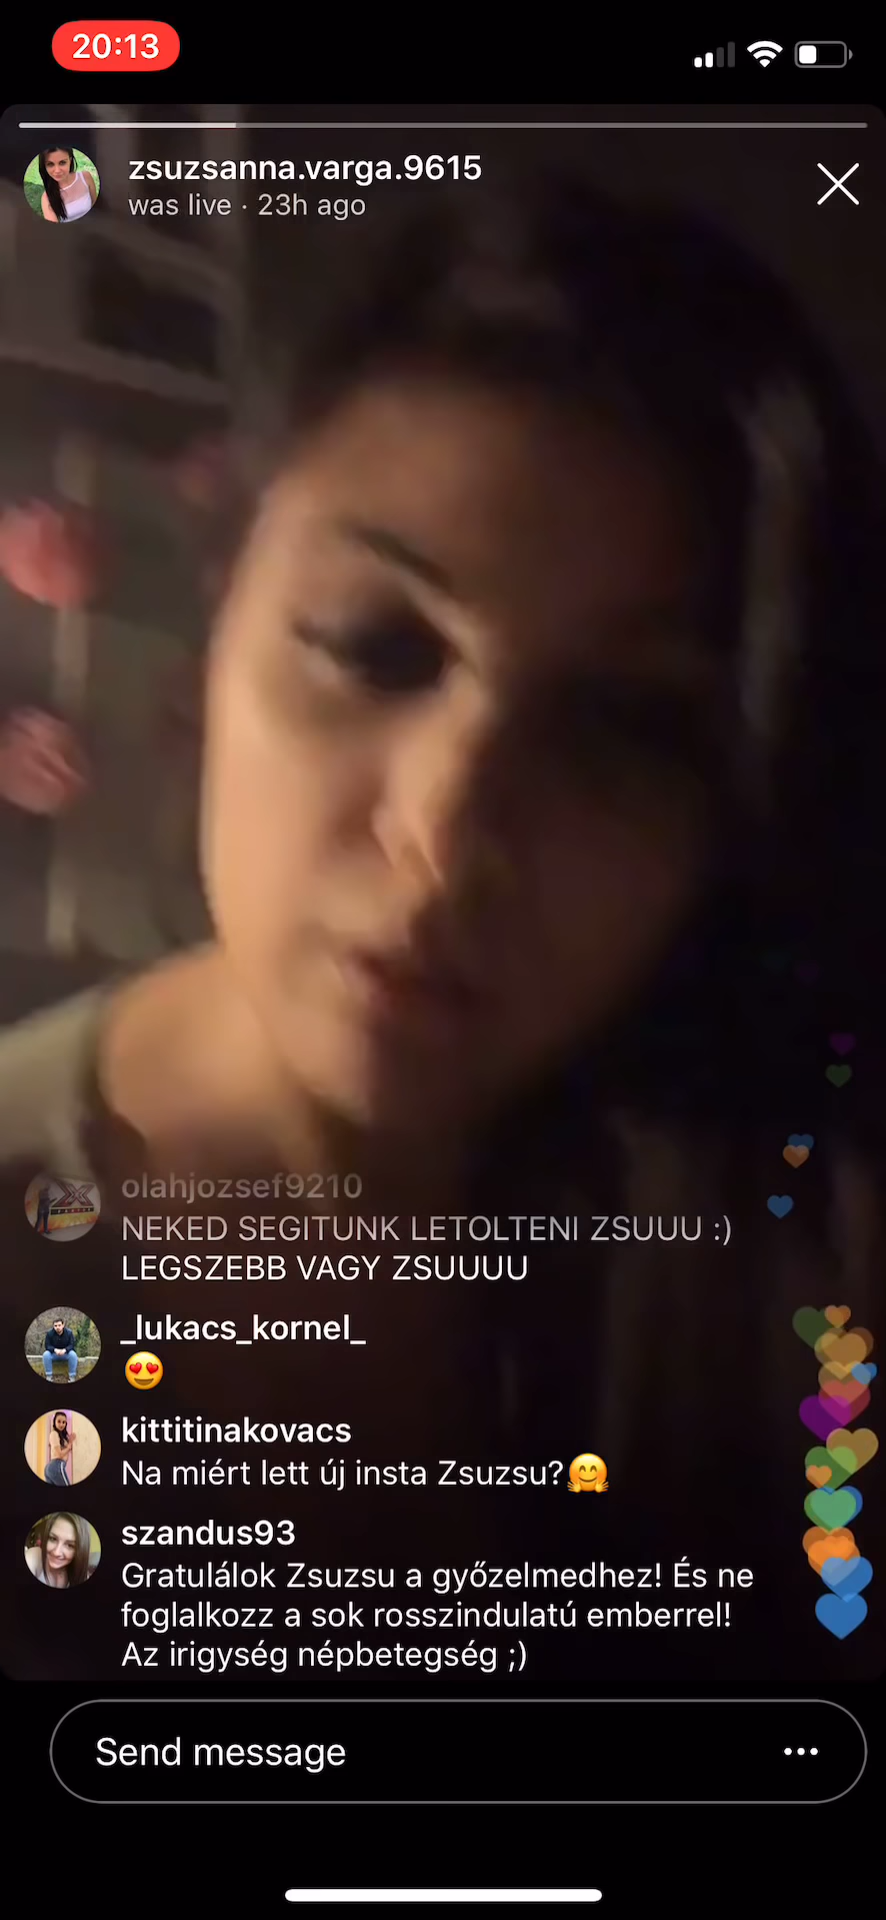 20:13
zsuzsanna.varga.9615
was live · 23h ago
olahjozsef9210
NEKED SEGITUNK LETOLTENI ZSUUU :)
LEGSZEBB VAGY ZSUUUU
_lukacs_kornel_
😍
kittitinakovacs
Na miért lett új insta Zsuzsu?🤗
szandus93
Gratulálok Zsuzsu a győzelmedhez! És ne
foglalkozz a sok rosszindulatú emberrel!
Az irigység népbetegség ;)
Send message